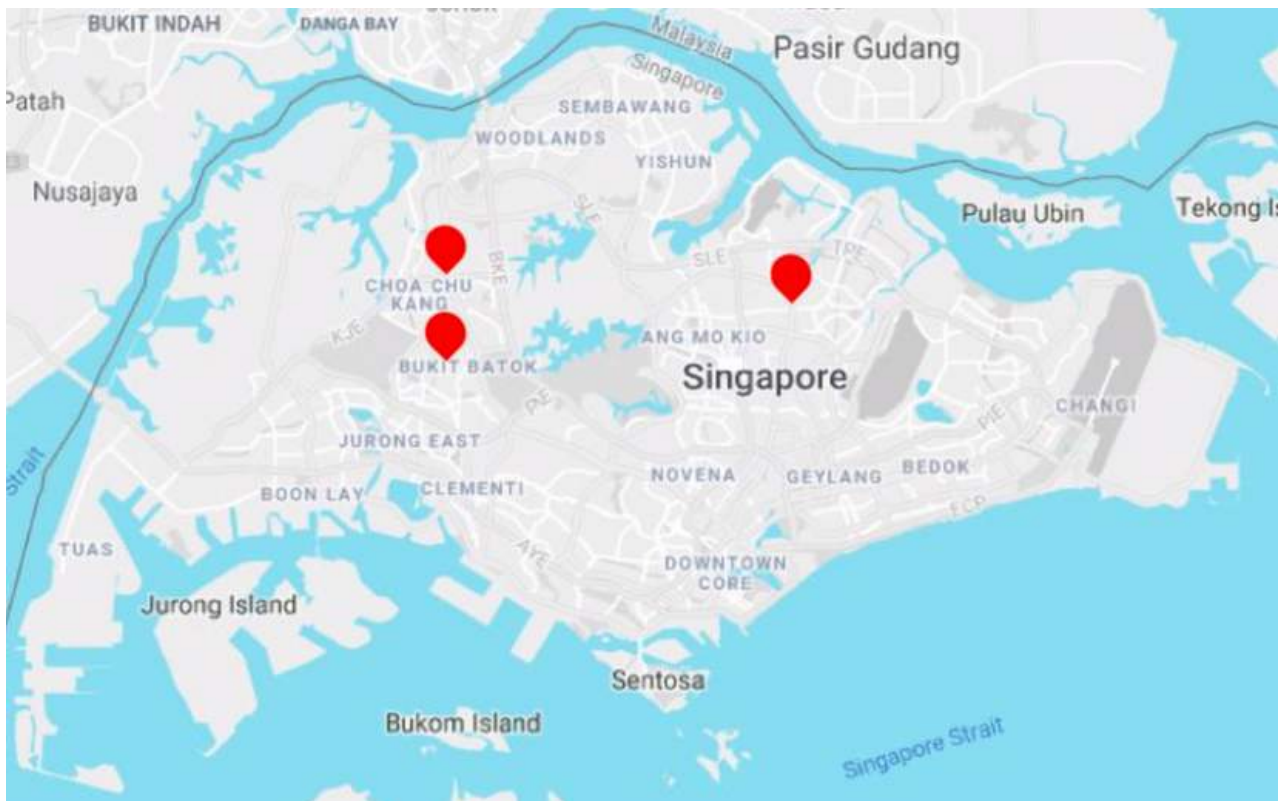 BUKIT INDAH
DANGA BAY
Malaysia
Singapore
Pasir Gudang
Patah
SEMBAWANG
WOODLANDS
YISHUN
Nusajaya
SLE
Pulau Ubin
Tekong Is
BKE
SLE
TPE
CHOA CHU
KANG
KJE
ANG MO KIO
BUKIT BATOK
Singapore
PIE
CHANGI
PIE
JURONG EAST
Strait
NOVENA
GEYLANG
BEDOK
BOON LAY
CLEMENTI
ECP
TUAS
AYE
DOWNTOWN
CORE
Jurong Island
Sentosa
Bukom Island
Singapore Strait